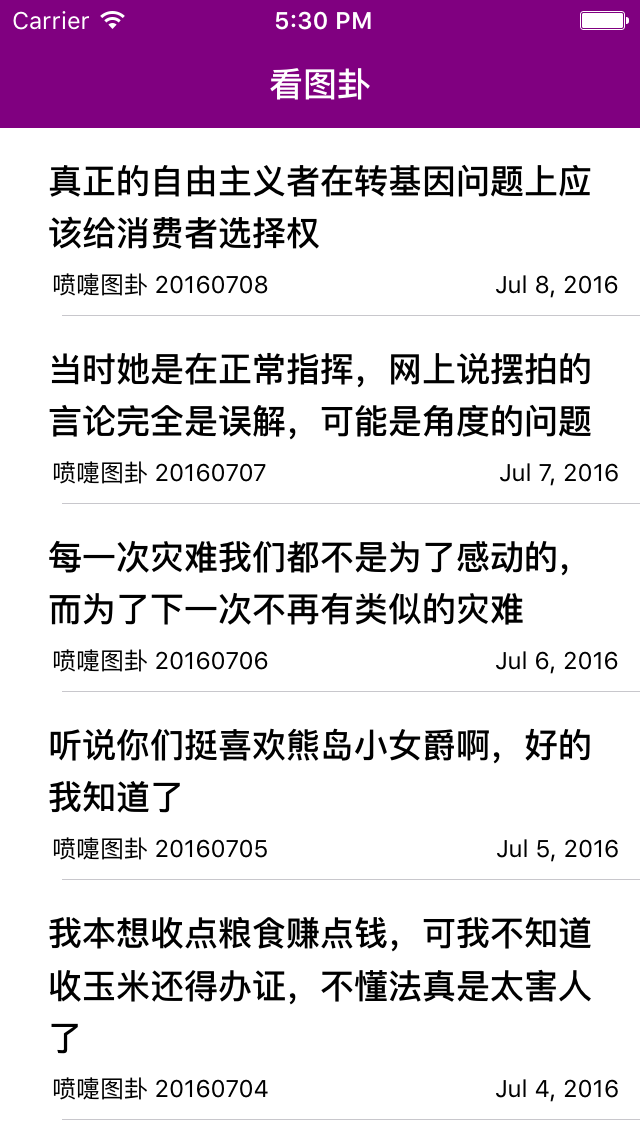 Carrier 5:30 PM
看图卦
真正的自由主义者在转基因问题上应
该给消费者选择权
喷嚏图卦 20160708 Jul 8, 2016
当时她是在正常指挥，网上说摆拍的
言论完全是误解，可能是角度的问题
喷嚏图卦 20160707 Jul 7, 2016
每一次灾难我们都不是为了感动的，
而为了下一次不再有类似的灾难
喷嚏图卦 20160706 Jul 6, 2016
听说你们挺喜欢熊岛小女爵啊，好的
我知道了
喷嚏图卦 20160705 Jul 5, 2016
我本想收点粮食赚点钱，可我不知道
收玉米还得办证，不懂法真是太害人
了
喷嚏图卦 20160704 Jul 4, 2016